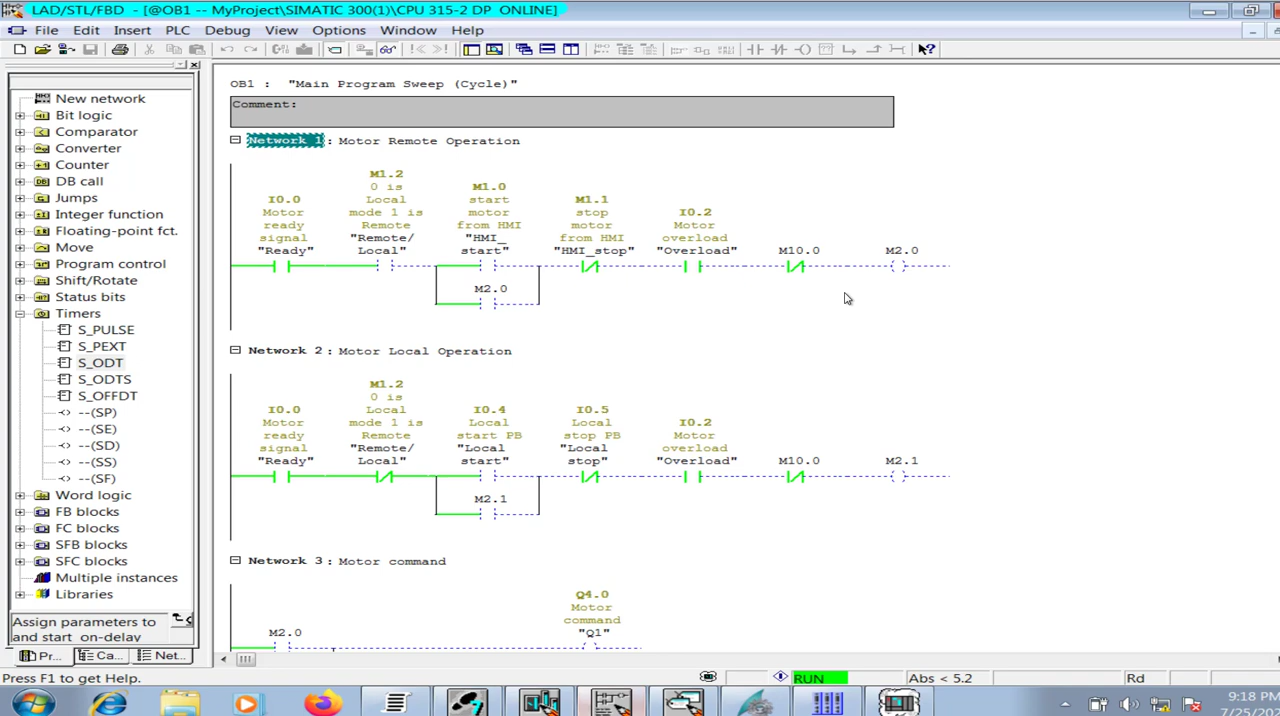 LAD/STL/FBD - [@OB1 -- MyProject\SIMATIC 300(1)\CPU 315-2 DP ONLINE]
File Edit Insert PLC Debug View Options Window Help
New network
Bit logic
Comparator
Converter
Counter
DB call
Jumps
Integer function
Floating-point fct.
Move
Program control
Shift/Rotate
Status bits
Timers
S_PULSE
S_PEXT
S_ODT
S_ODTS
S_OFFDT
--(SP)
--(SE)
--(SD)
--(SS)
--(SF)
Word logic
FB blocks
FC blocks
SFB blocks
SFC blocks
Multiple instances
Libraries
Assign parameters to
and start on-delay
Pr... Ca... Net...
OB1 : "Main Program Sweep (Cycle)"
Comment:
Network 1 : Motor Remote Operation
I0.0
Motor
ready
signal
"Ready"
M1.2
0 is
Local
mode 1 is
Remote
"Remote/
Local"
M1.0
start
motor
from HMI
"HMI_
start"
M1.1
stop
motor
from HMI
"HMI_stop"
I0.2
Motor
overload
"Overload"
M10.0
M2.0
M2.0
Network 2 : Motor Local Operation
I0.0
Motor
ready
signal
"Ready"
M1.2
0 is
Local
mode 1 is
Remote
"Remote/
Local"
I0.4
Local
start PB
"Local
start"
I0.5
Local
stop PB
"Local
stop"
I0.2
Motor
overload
"Overload"
M10.0
M2.1
M2.1
Network 3 : Motor command
M2.0
Q4.0
Motor
command
"Q1"
Press F1 to get Help.
RUN
Abs < 5.2
Rd
9:18 PM